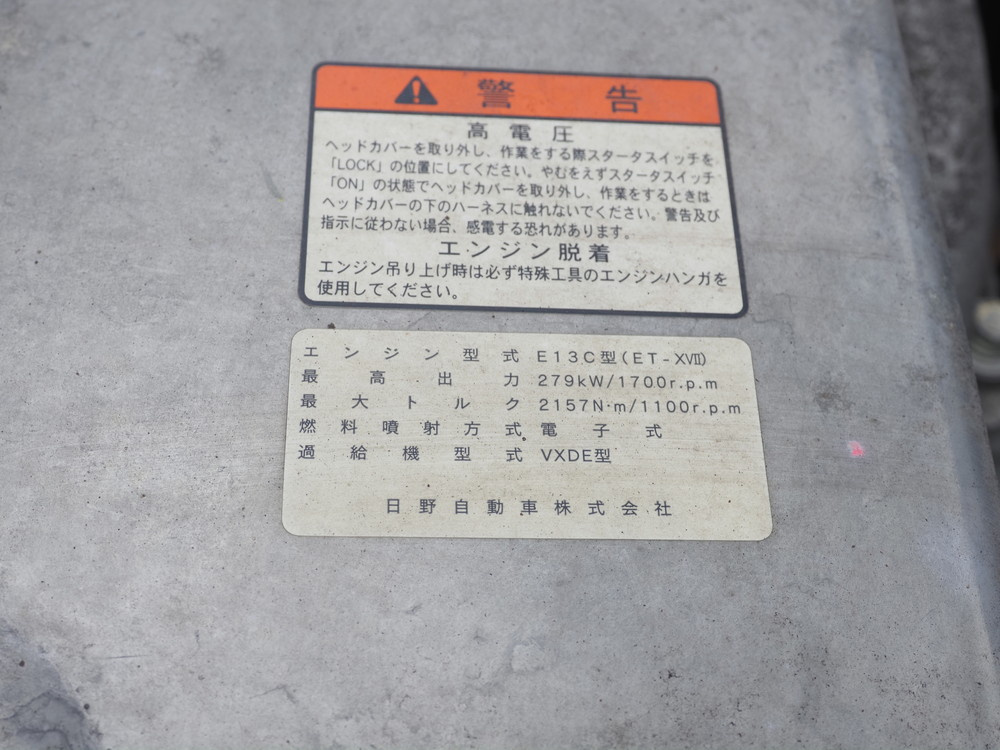 警告
高電圧
ヘッドカバーを取り外し、作業をする際スタータスイッチを
「LOCK」の位置にしてください。やむをえずスタータスイッチ
「ON」の状態でヘッドカバーを取り外し、作業をするときは
ヘッドカバーの下のハーネスに触れないでください。警告及び
指示に従わない場合、感電する恐れがあります。
エンジン脱着
エンジン吊り上げ時は必ず特殊工具のエンジンハンガを
使用してください。
エンジン型式 E13C型(ET-XVII)
最高出力 279kW/1700r.p.m
最大トルク 2157N·m/1100r.p.m
燃料噴射方式 電子式
過給機型式 VXDE型
日野自動車株式会社